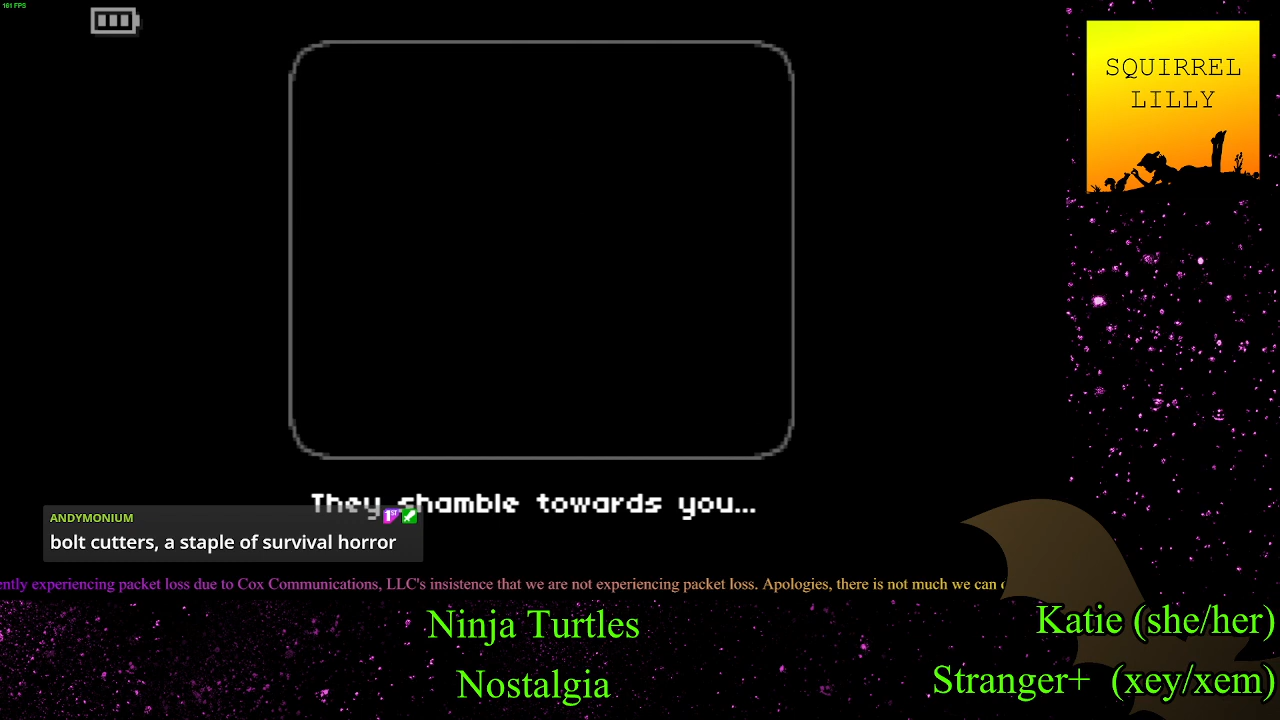 161 FPS
SQUIRREL
LILLY
They shamble towards you...
ANDYMONIUM
1ST
bolt cutters, a staple of survival horror
ently experiencing packet loss due to Cox Communications, LLC's insistence that we are not experiencing packet loss. Apologies, there is not much we can
Ninja Turtles
Nostalgia
Katie (she/her)
Stranger+ (xey/xem)